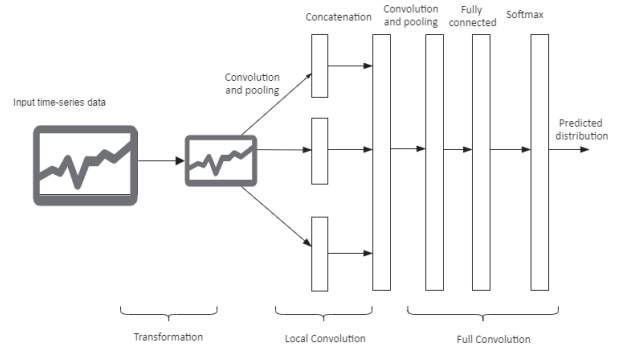 Concatenation
Convolution
and pooling
Fully
connected
Softmax
Convolution
and pooling
Input time-series data
Predicted
distribution
Transformation
Local Convolution
Full Convolution